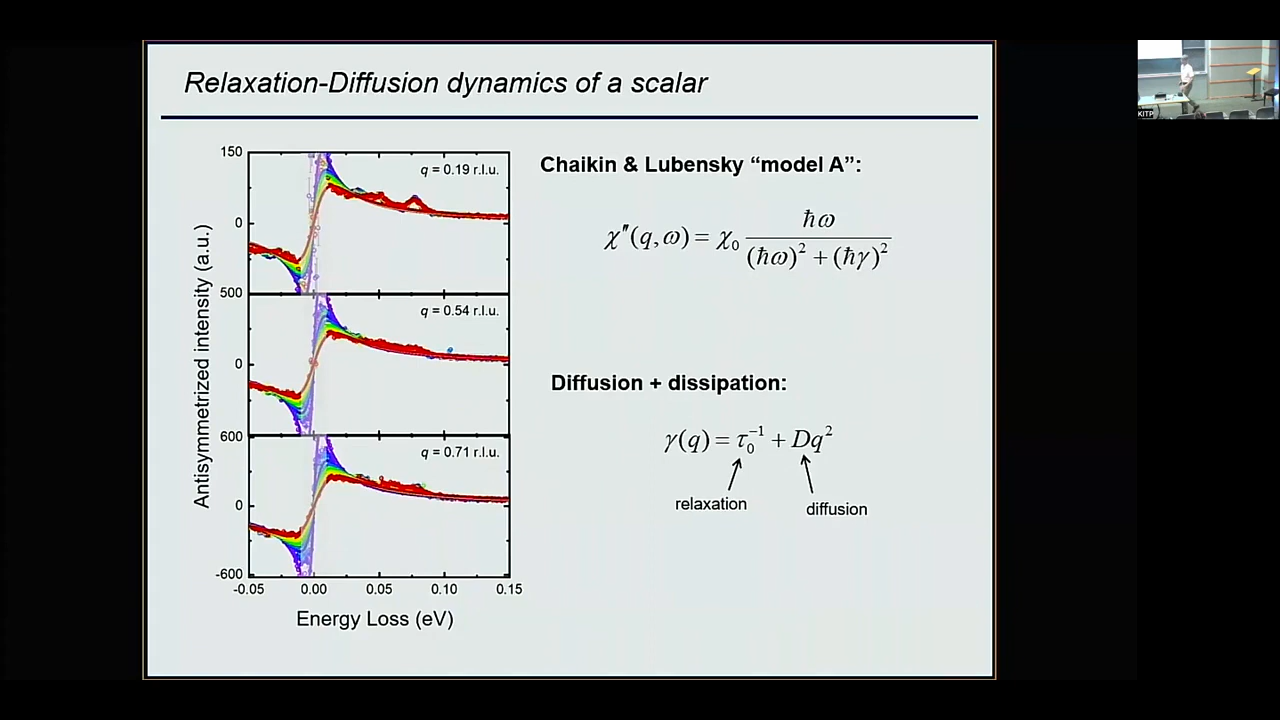 Relaxation-Diffusion dynamics of a scalar
150
q = 0.19 r.l.u.
0
500
q = 0.54 r.l.u.
0
600
q = 0.71 r.l.u.
0
-600
-0.05 0.00 0.05 0.10 0.15
Energy Loss (eV)
Antisymmetrized intensity (a.u.)
Chaikin & Lubensky “model A”:
χ″(q,ω) = χ₀ ħω / ((ħω)² + (ħγ)²)
Diffusion + dissipation:
γ(q) = τ₀⁻¹ + Dq²
relaxation
diffusion
KITP